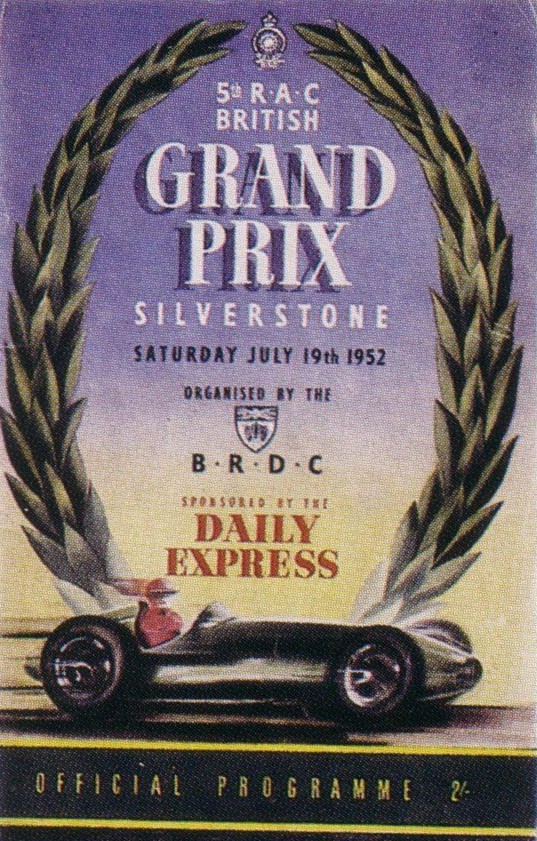 5th R·A·C
BRITISH
GRAND
PRIX
SILVERSTONE
SATURDAY JULY 19th 1952
ORGANISED BY THE
B·R·D·C
SPONSORED BY THE
DAILY
EXPRESS
OFFICIAL PROGRAMME 2/-